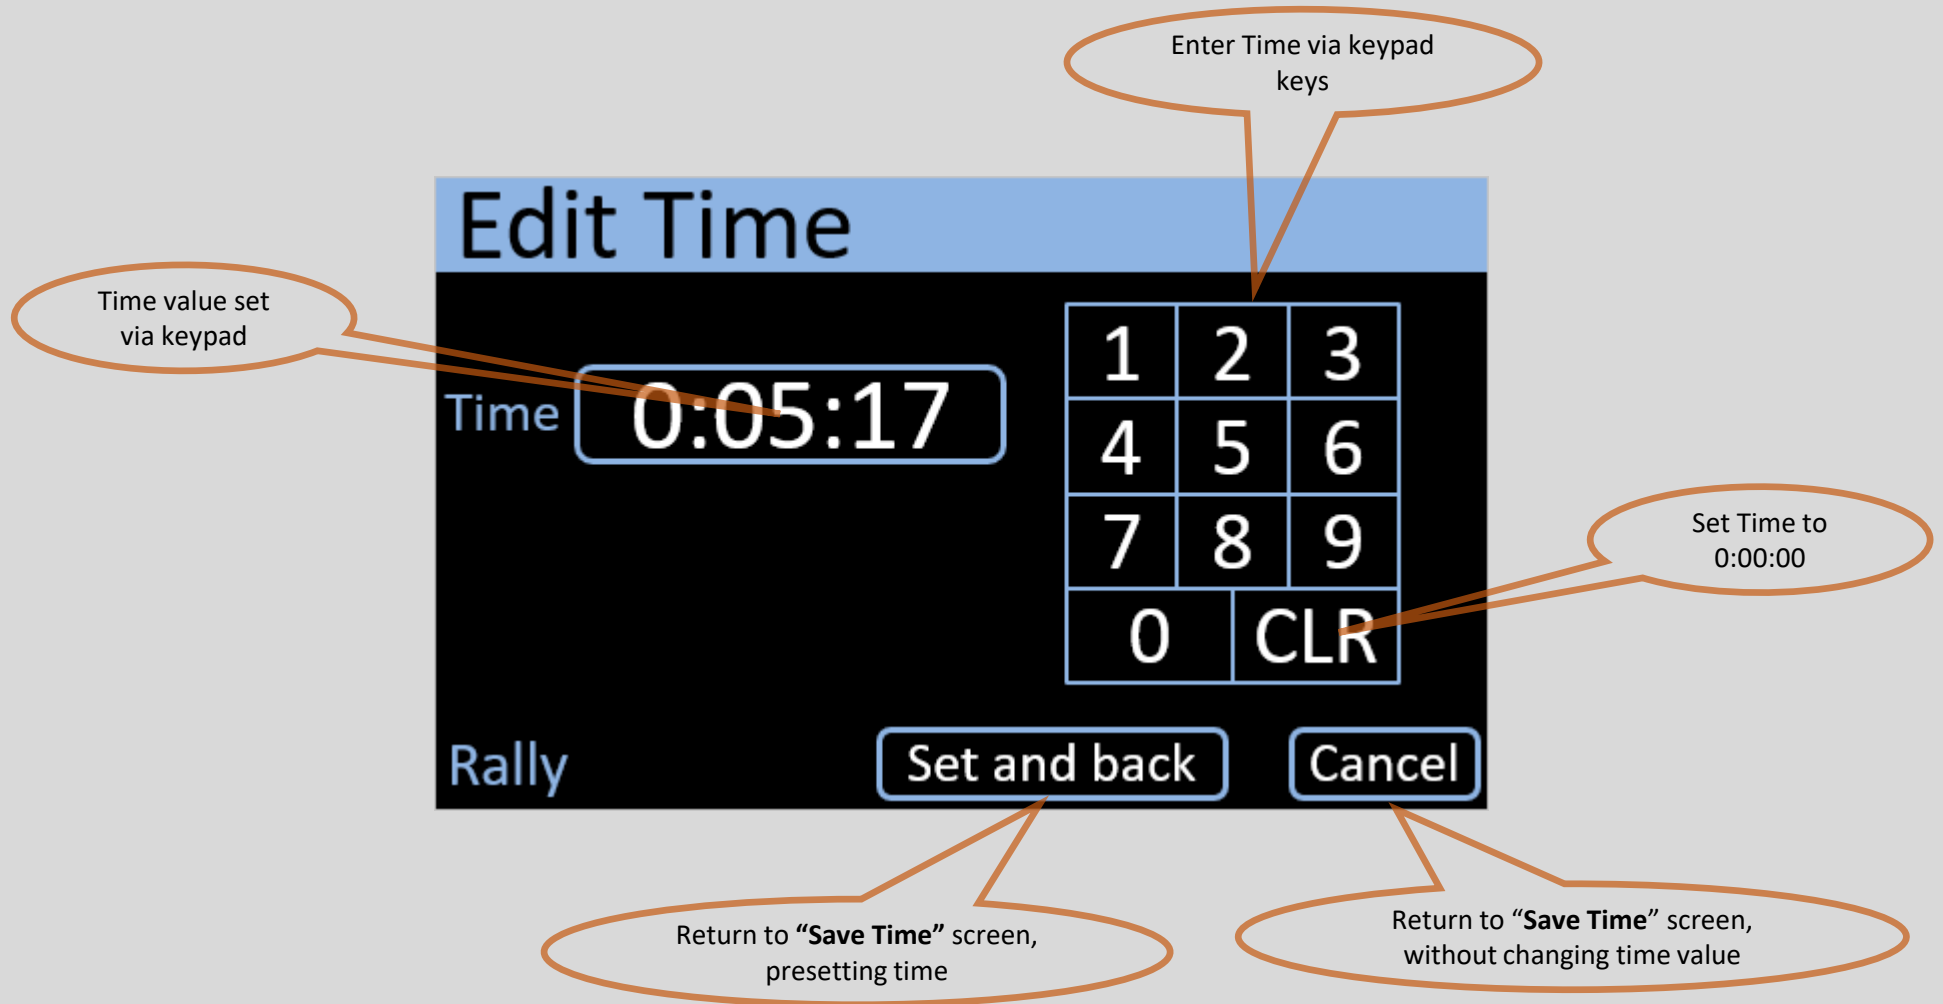 Enter Time via keypad
keys
Edit Time
Time value set
via keypad
Time
0:05:17
1 2 3
4 5 6
7 8 9
0 CLR
Set Time to
0:00:00
Rally
Set and back
Cancel
Return to “Save Time” screen,
presetting time
Return to “Save Time” screen,
without changing time value